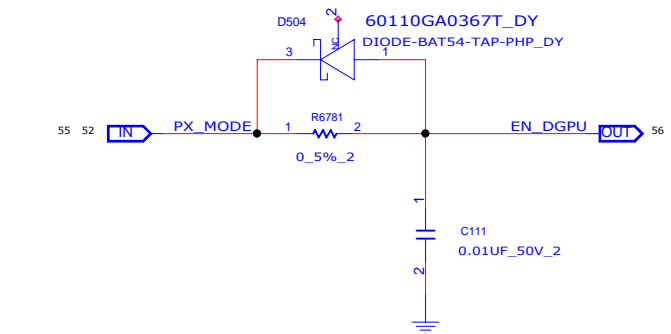 D504
2
60110GA0367T_DY
NC
DIODE-BAT54-TAP-PHP_DY
3
1
R6781
55 52 IN PX_MODE 1 2 EN_DGPU OUT 56
0_5%_2
1
C111
0.01UF_50V_2
2